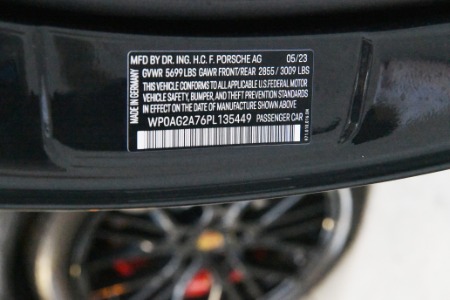 MFD BY DR. ING. H.C. F. PORSCHE AG 05/23
GVWR 5699 LBS GAWR FRONT/REAR 2855/3009 LBS
THIS VEHICLE CONFORMS TO ALL APPLICABLE U.S. FEDERAL
MOTOR VEHICLE SAFETY, BUMPER, AND THEFT PREVENTION STANDARDS
IN EFFECT ON THE DATE OF MANUFACTURE SHOWN ABOVE.
WP0AG2A76PL135449 PASSENGER CAR
MADE IN GERMANY